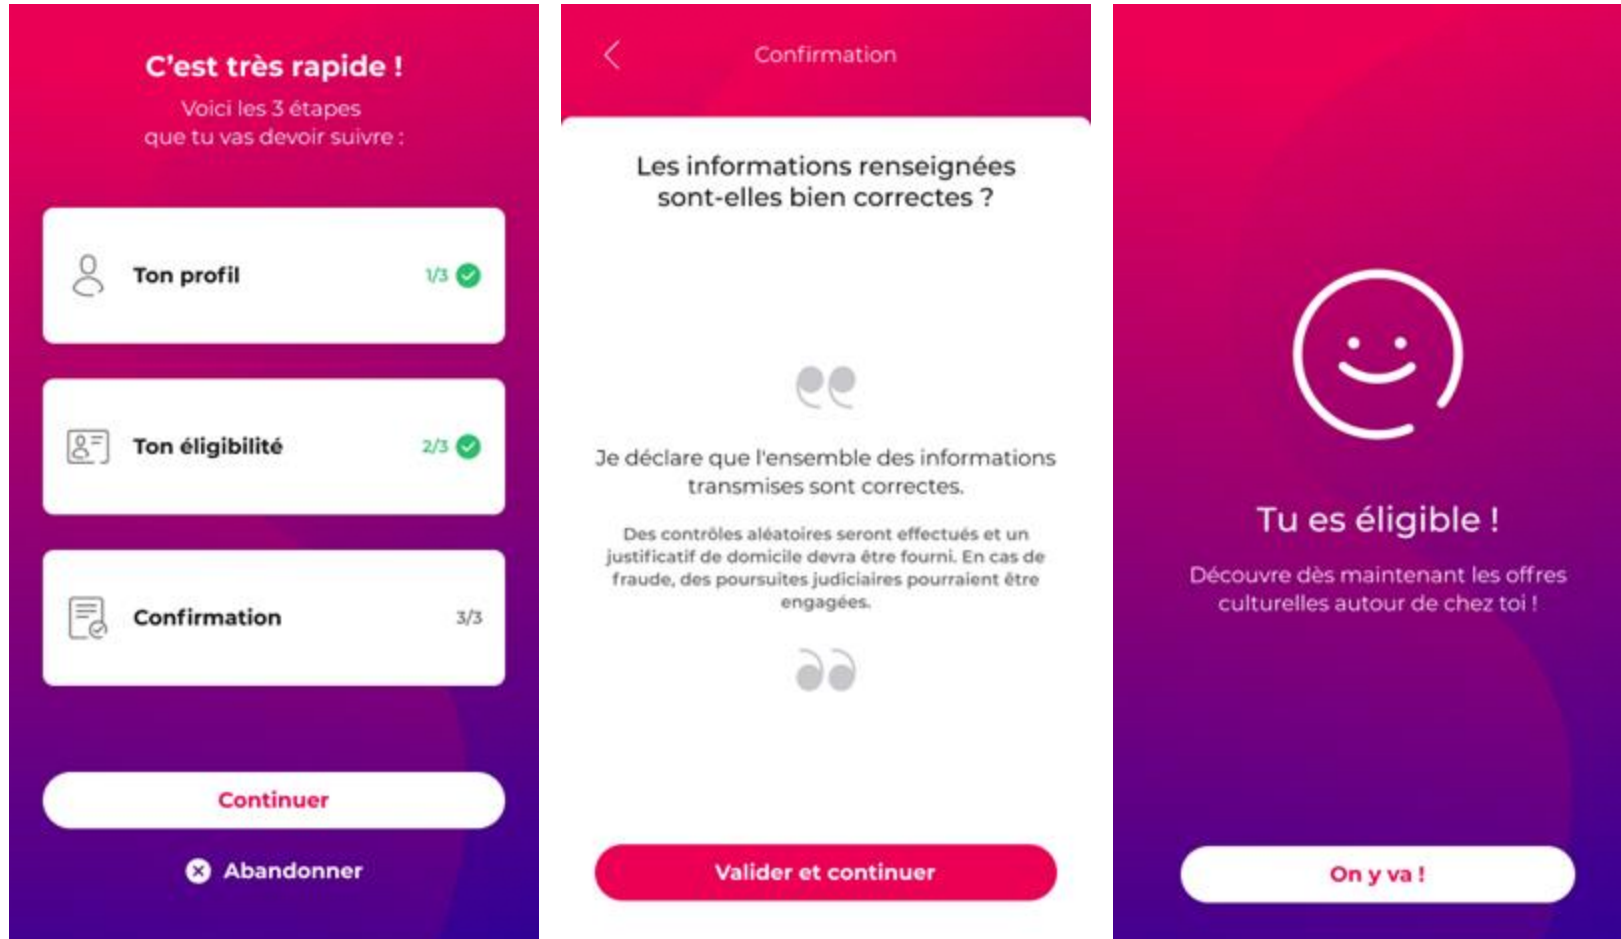 C'est très rapide !
Voici les 3 étapes
que tu vas devoir suivre :
Ton profil 1/3
Ton éligibilité 2/3
Confirmation 3/3
Continuer
Abandonner
Confirmation
Les informations renseignées
sont-elles bien correctes ?
Je déclare que l'ensemble des informations
transmises sont correctes.
Des contrôles aléatoires seront effectués et un
justificatif de domicile devra être fourni. En cas de
fraude, des poursuites judiciaires pourraient être
engagées.
Valider et continuer
Tu es éligible !
Découvre dès maintenant les offres
culturelles autour de chez toi !
On y va !